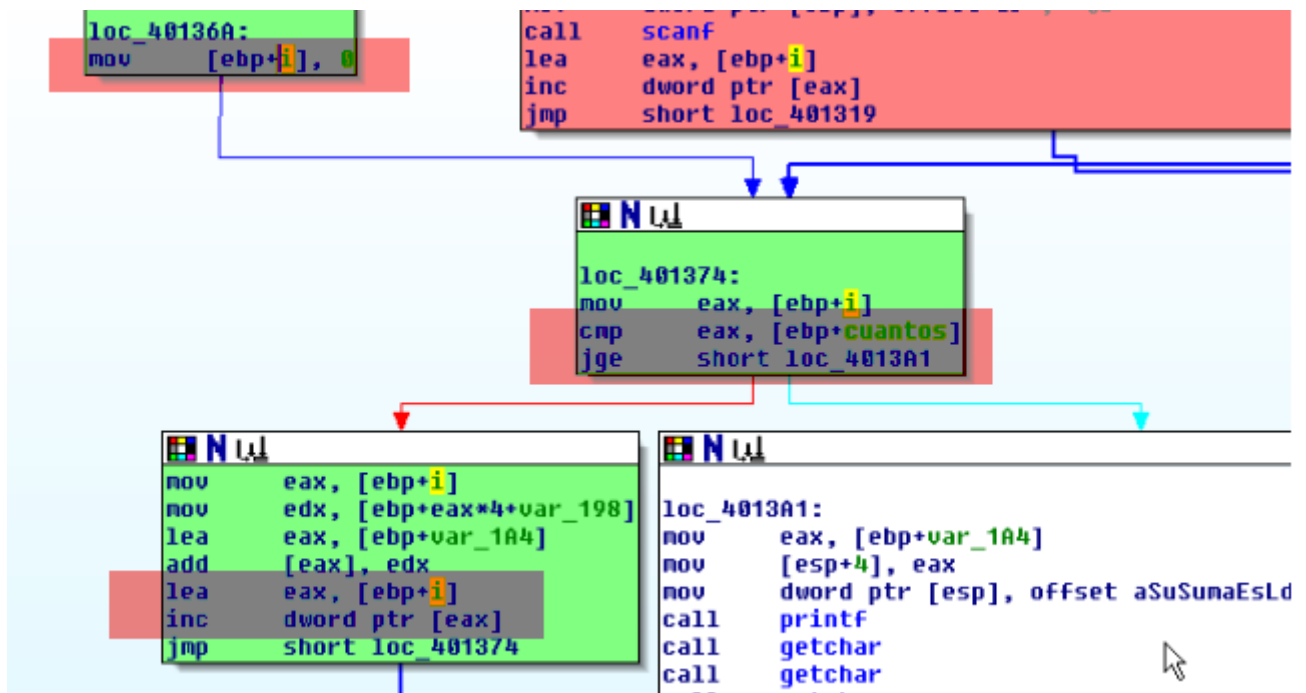 loc_40136A:
mov [ebp+i], 0
call scanf
lea eax, [ebp+i]
inc dword ptr [eax]
jmp short loc_401319
loc_401374:
mov eax, [ebp+i]
cmp eax, [ebp+cuantos]
jge short loc_4013A1
mov eax, [ebp+i]
mov edx, [ebp+eax*4+var_198]
lea eax, [ebp+var_1A4]
add [eax], edx
lea eax, [ebp+i]
inc dword ptr [eax]
jmp short loc_401374
loc_4013A1:
mov eax, [ebp+var_1A4]
mov [esp+4], eax
mov dword ptr [esp], offset aSuSumaEsLd
call printf
call getchar
call getchar